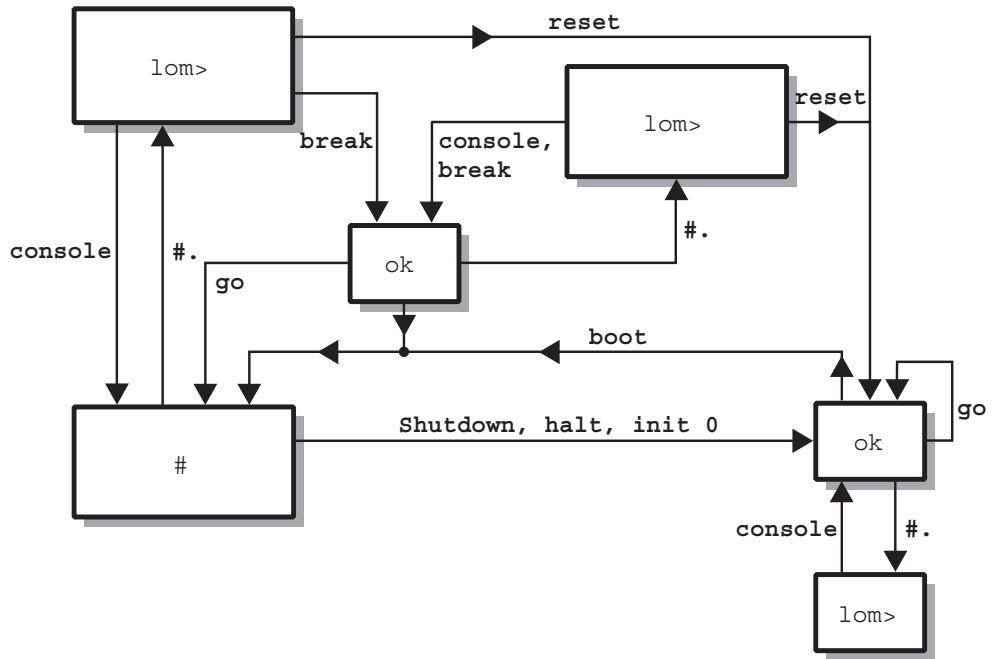 reset
lom>
reset
lom>
break
console,
break
console
#.
#.
ok
go
boot
go
Shutdown, halt, init 0
ok
#
console
#.
lom>